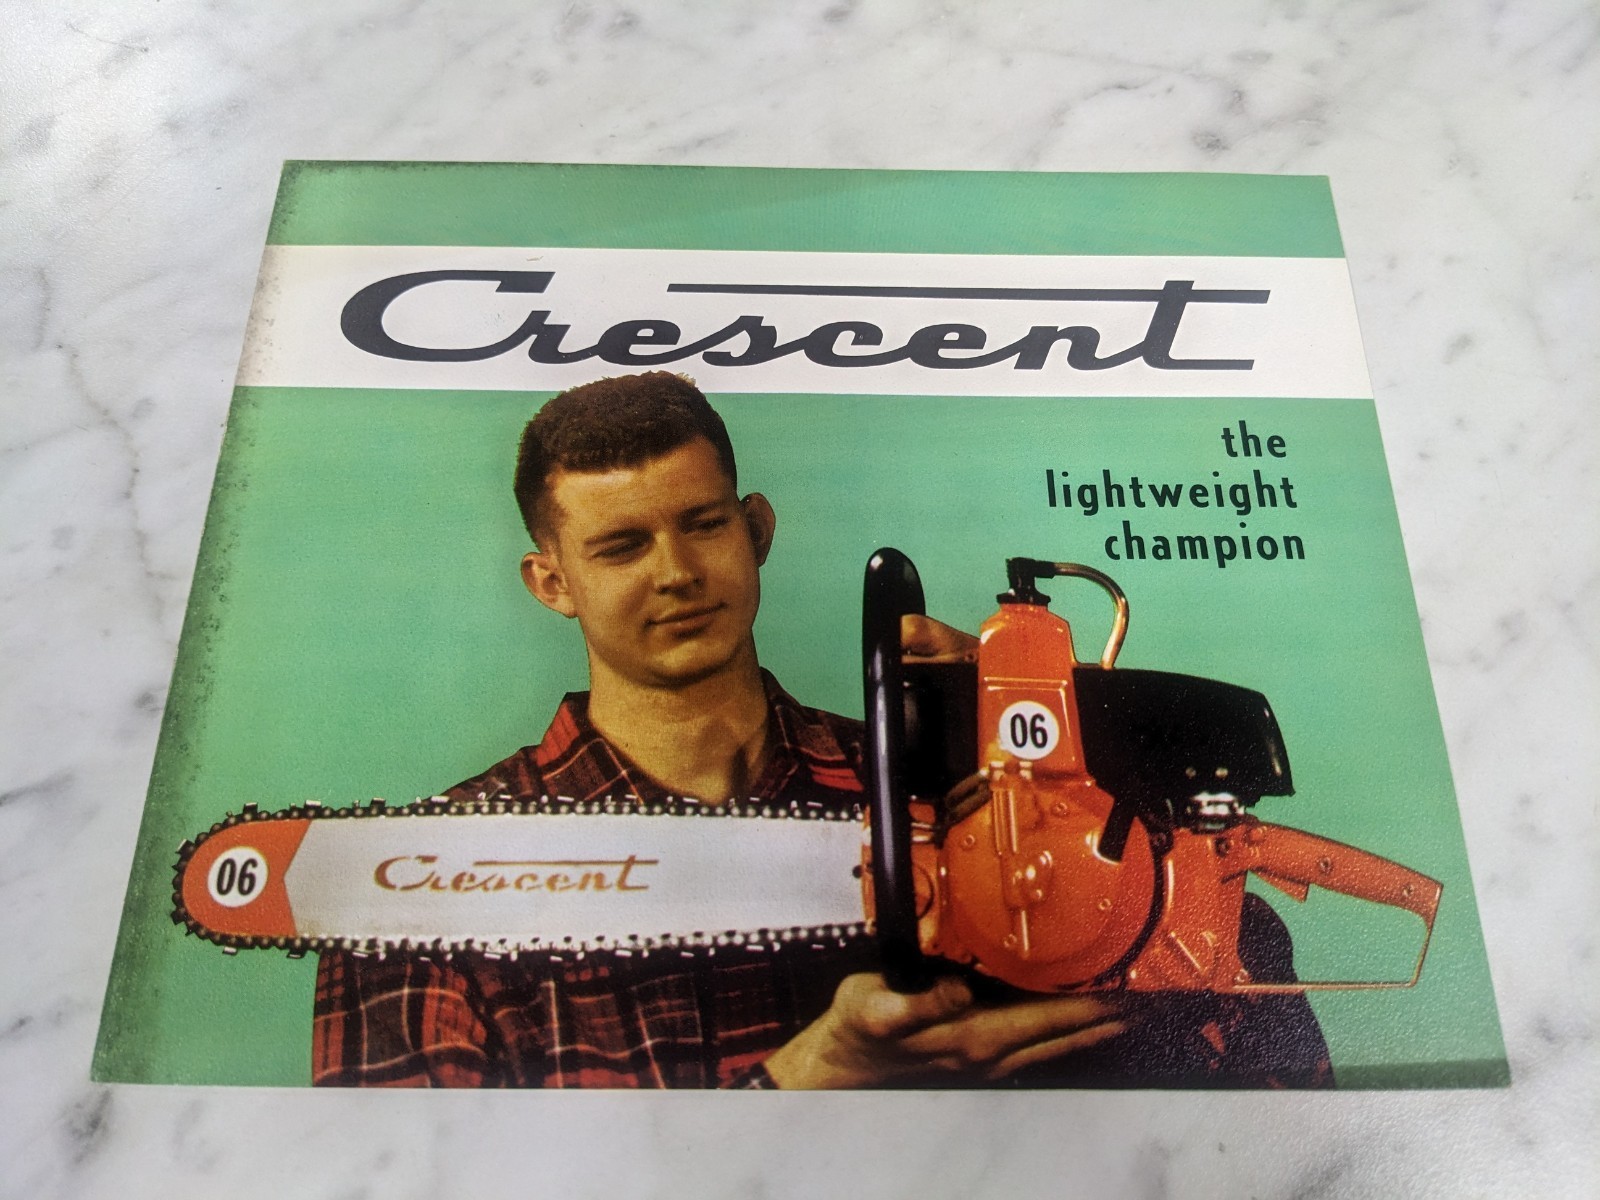 Crescent
the
lightweight
champion
06
06
Crescent